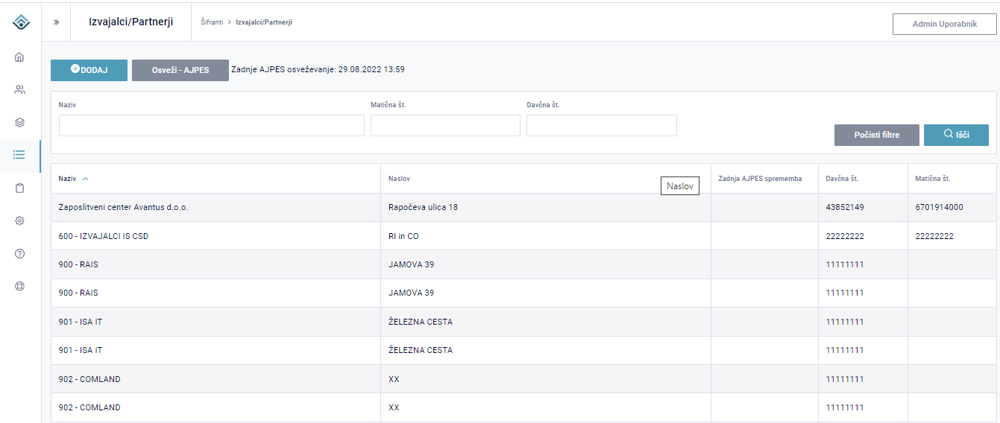 Izvajalci/Partnerji
Šifranti > Izvajalci/Partnerji
Admin Uporabnik
DODAJ
Osveži - AJPES
Zadnje AJPES osveževanje: 29.08.2022 13:59
Naziv
Matična št.
Davčna št.
Počisti filtre
Išči
Naziv
Naslov
Naslov
Zadnja AJPES sprememba
Davčna št.
Matična št.
Zaposlitveni center Avantus d.o.o. Rapočeva ulica 18 43852149 6701914000
600 - IZVAJALCI IS CSD RI in CO 22222222 22222222
900 - RAIS JAMOVA 39 11111111
900 - RAIS JAMOVA 39 11111111
901 - ISA IT ŽELEZNA CESTA 11111111
901 - ISA IT ŽELEZNA CESTA 11111111
902 - COMLAND XX 11111111
902 - COMLAND XX 11111111